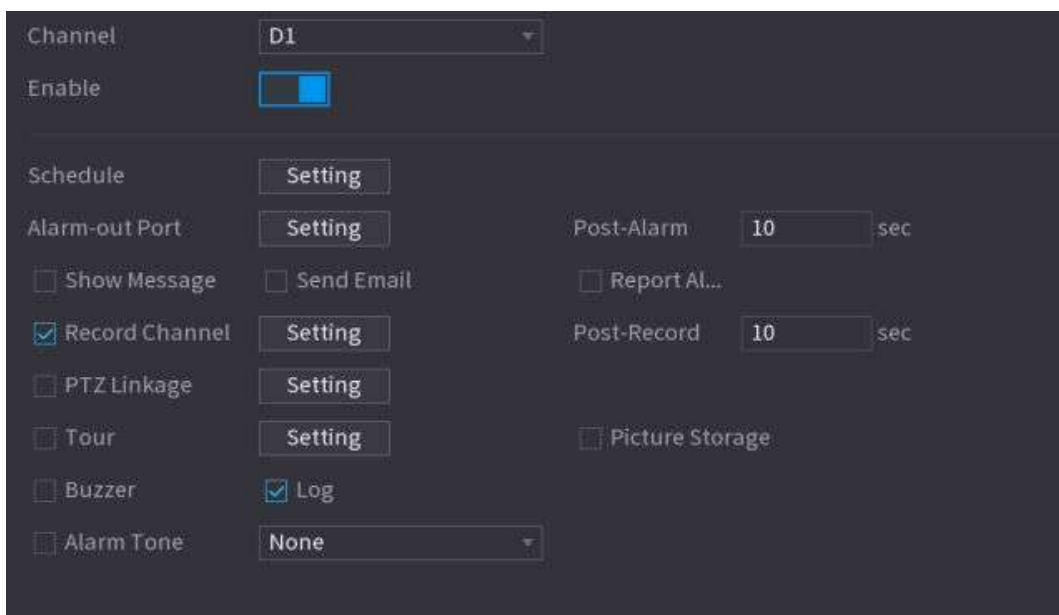 Channel D1
Enable
Schedule Setting
Alarm-out Port Setting Post-Alarm 10 sec
Show Message Send Email Report Al...
Record Channel Setting Post-Record 10 sec
PTZ Linkage Setting
Tour Setting Picture Storage
Buzzer Log
Alarm Tone None